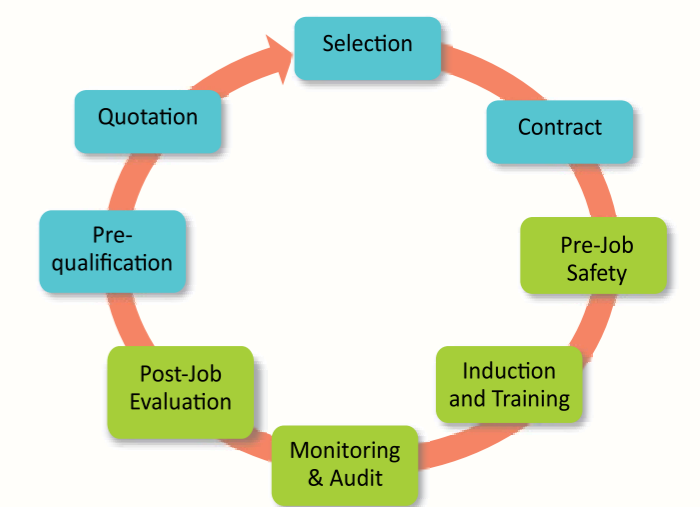 Selection
Quotation
Contract
Pre-
qualification
Pre-Job
Safety
Post-Job
Evaluation
Induction
and Training
Monitoring
& Audit